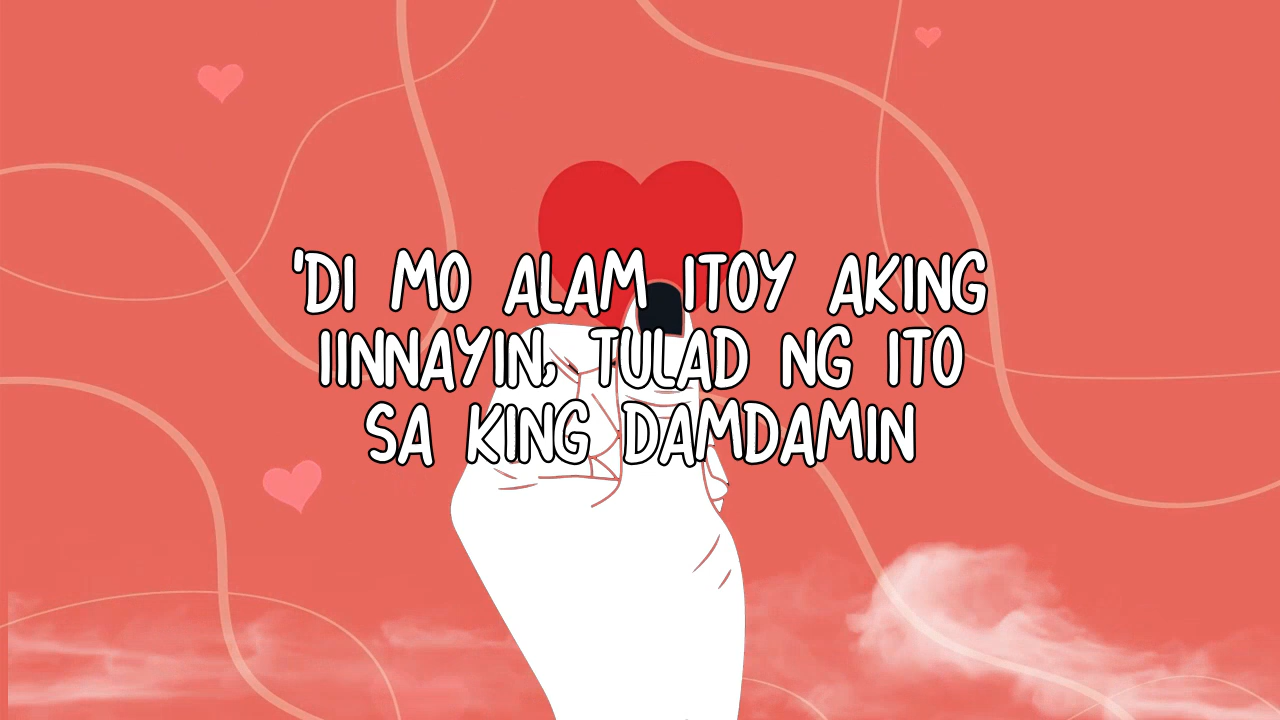 'DI MO ALAM ITOY AKING
IINNAYIN, TULAD NG ITO
SA KING DAMDAMIN